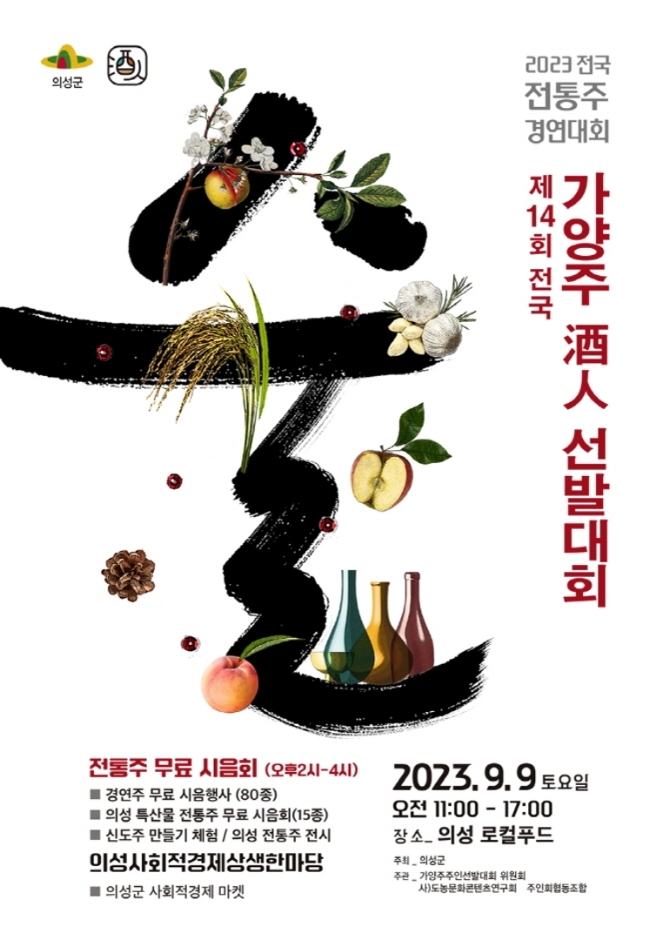 의성군
2023 전국
전통주
경연대회
제14회 전국
가양주 酒人 선발대회
술
전통주 무료 시음회 (오후2시-4시)
■ 경연주 무료 시음행사 (80종)
■ 의성 특산물 전통주 무료 시음회(15종)
■ 신도주 만들기 체험 / 의성 전통주 전시
의성사회적경제상생한마당
■ 의성군 사회적경제 마켓
2023. 9. 9 토요일
오전 11:00 - 17:00
장 소_ 의성 로컬푸드
주최 _ 의성군
주관 _ 가양주주인선발대회 위원회
사)도농문화콘텐츠연구회 주인회협동조합